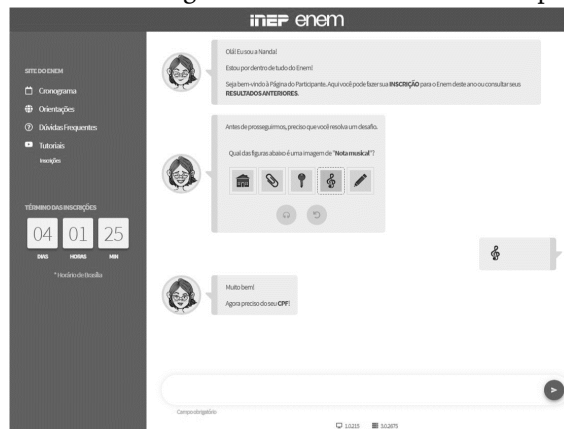 inep enem
SITE DO ENEM
Cronograma
Orientações
Dúvidas Frequentes
Tutoriais
Inscrições
TÉRMINO DAS INSCRIÇÕES
04 01 25
DIAS HORAS MIN
* Horário de Brasília
Olá! Eu sou a Nanda!
Estou por dentro de tudo do Enem!
Seja bem-vindo à Página do Participante. Aqui você pode fazer sua INSCRIÇÃO para o Enem deste ano ou consultar seus
RESULTADOS ANTERIORES.
Antes de prosseguirmos, preciso que você resolva um desafio.
Qual das figuras abaixo é uma imagem de "Nota musical"?
Muito bem!
Agora preciso do seu CPF!
Campo obrigatório